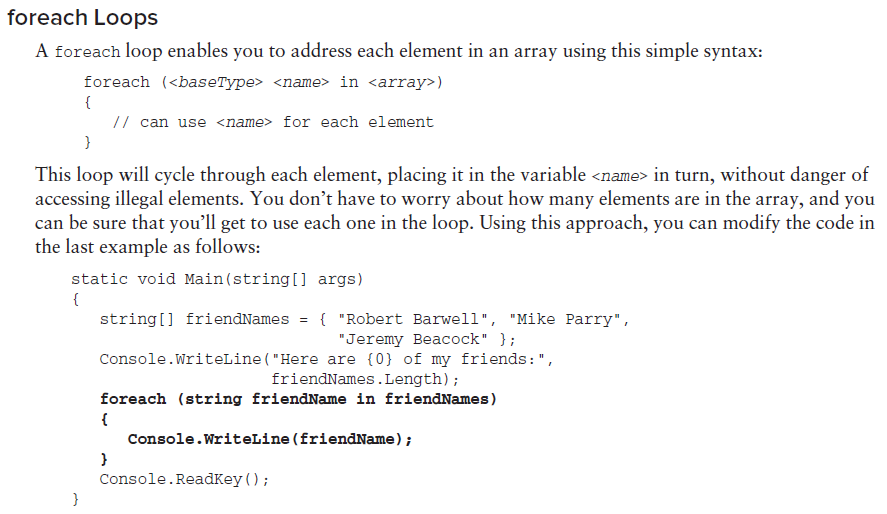 foreach Loops
A foreach loop enables you to address each element in an array using this simple syntax:
foreach (<baseType> <name> in <array>)
{
// can use <name> for each element
}
This loop will cycle through each element, placing it in the variable <name> in turn, without danger of
accessing illegal elements. You don’t have to worry about how many elements are in the array, and you
can be sure that you’ll get to use each one in the loop. Using this approach, you can modify the code in
the last example as follows:
static void Main(string[] args)
{
string[] friendNames = { "Robert Barwell", "Mike Parry",
"Jeremy Beacock" };
Console.WriteLine("Here are {0} of my friends:",
friendNames.Length);
foreach (string friendName in friendNames)
{
Console.WriteLine(friendName);
}
Console.ReadKey();
}